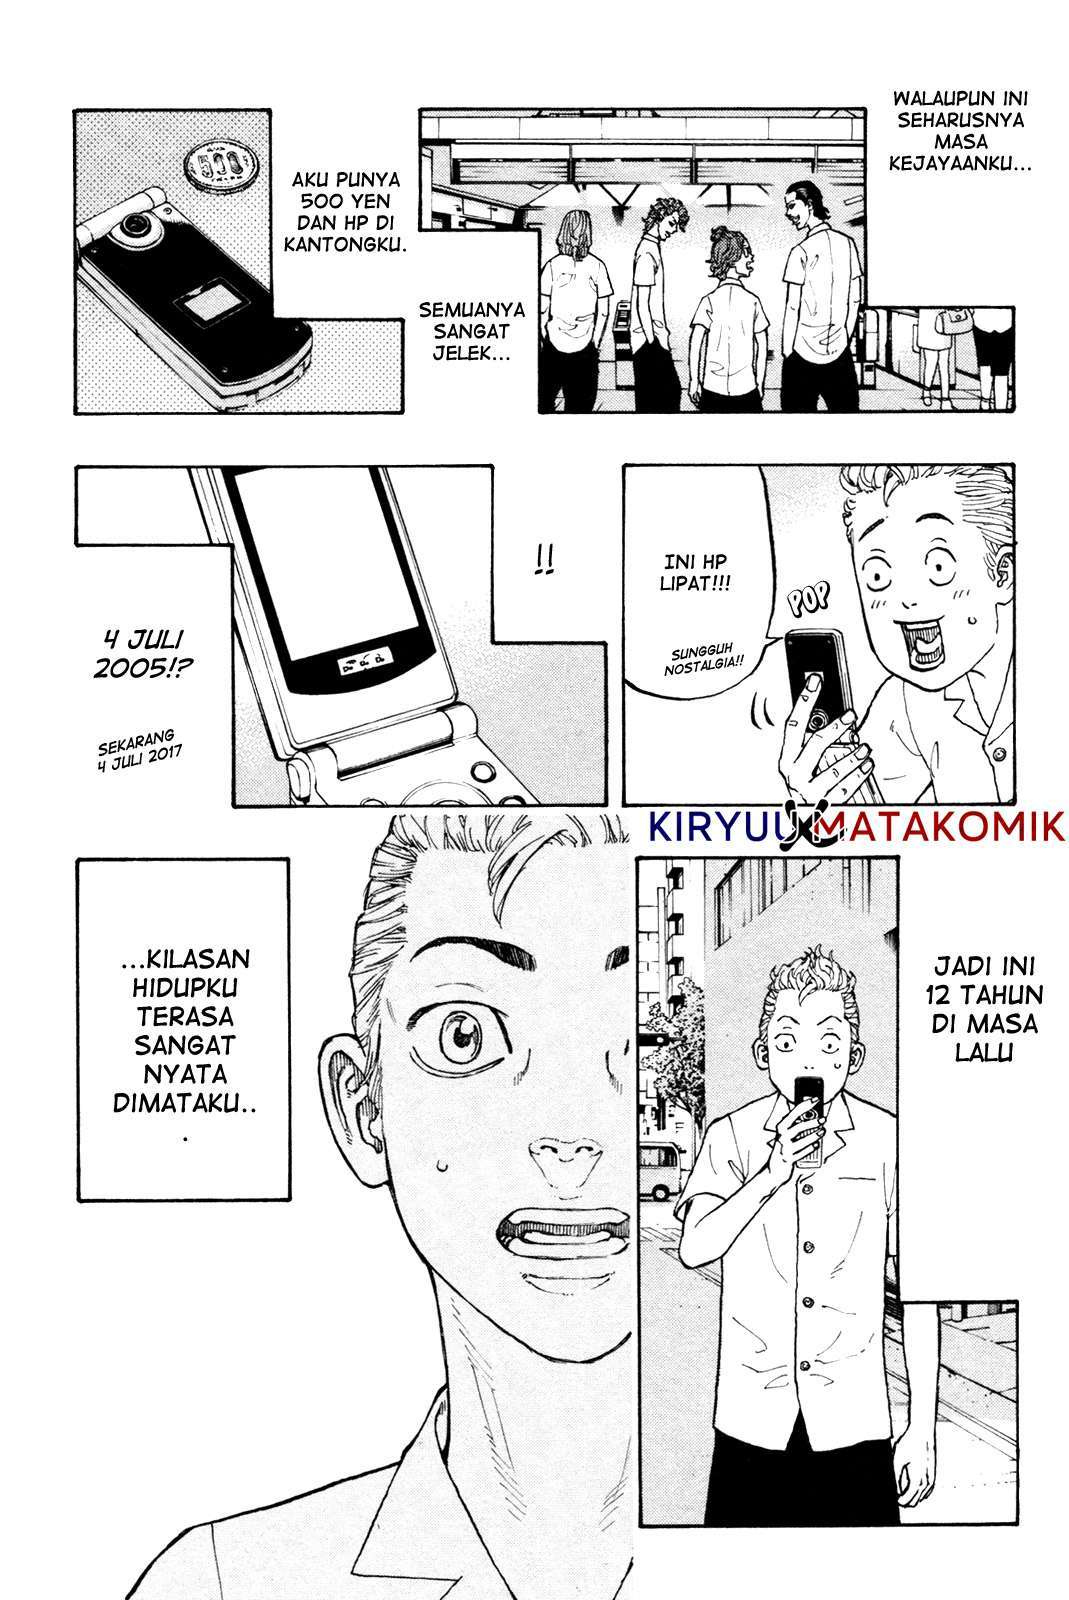 WALAUPUN INI
SEHARUSNYA
MASA
KEJAYAANKU...
SEMUANYA
SANGAT
JELEK...
AKU PUNYA
500 YEN
DAN HP DI
KANTONGKU.
500
INI HP
LIPAT!!!
SUNGGUH
NOSTALGIA!!
POP
!!
4 JULI
2005!?
SEKARANG
4 JULI 2017
KIRYUU MATAKOMIK
JADI INI
12 TAHUN
DI MASA
LALU
...KILASAN
HIDUPKU
TERASA
SANGAT
NYATA
DIMATAKU..
.